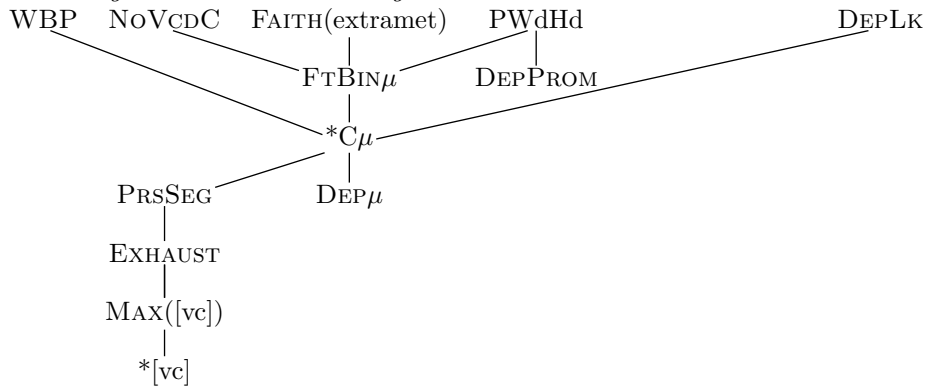 WBP NOVCDC FAITH(extramet) PWdHd DEPLK
FTBINμ DEPPROM
*Cμ
PRSSEG DEPμ
EXHAUST
MAX([vc])
*[vc]